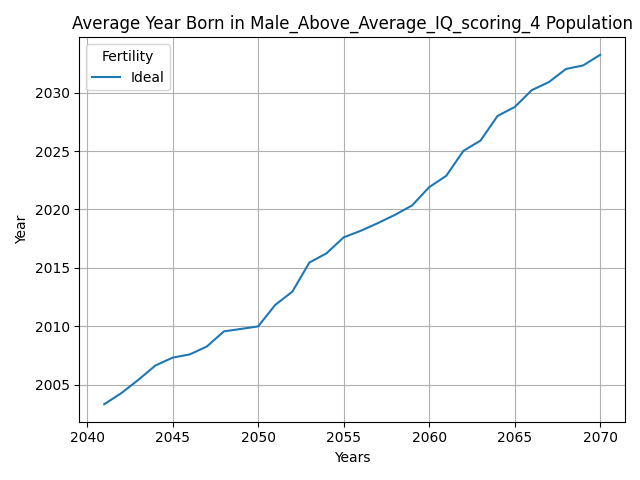 Average Year Born in Male_Above_Average_IQ_scoring_4 Population
Fertility
Ideal
Year
2030
2025
2020
2015
2010
2005
2040 2045 2050 2055 2060 2065 2070
Years